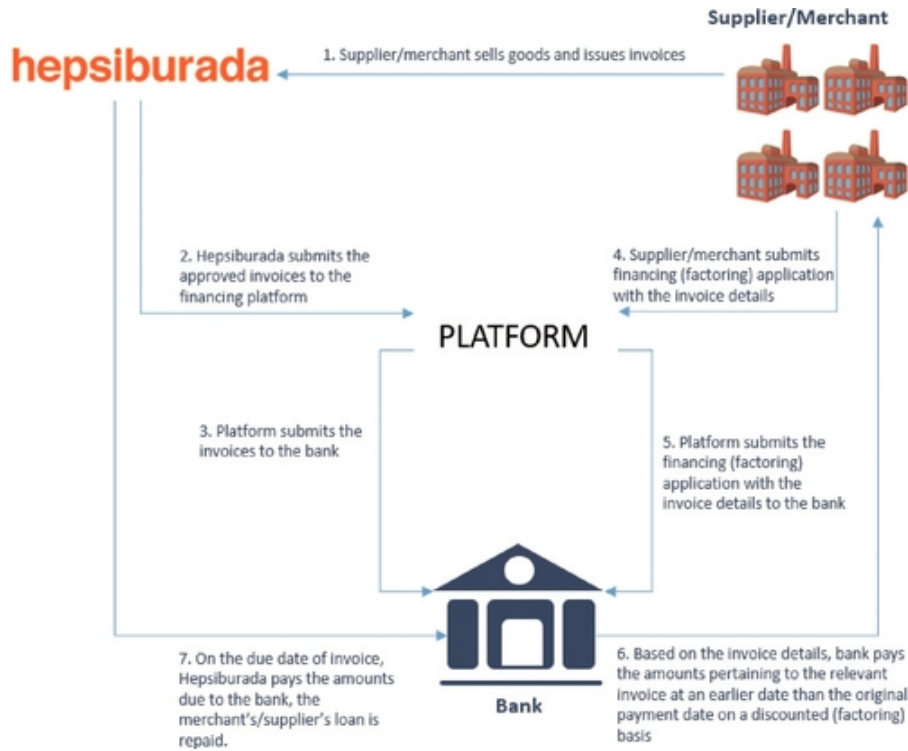 Supplier/Merchant
hepsiburada
1. Supplier/merchant sells goods and issues invoices
2. Hepsiburada submits the
approved invoices to the
financing platform
4. Supplier/merchant submits
financing (factoring) application
with the invoice details
PLATFORM
3. Platform submits the
invoices to the bank
5. Platform submits the
financing (factoring)
application with the
invoice details to the bank
7. On the due date of invoice,
Hepsiburada pays the amounts
due to the bank, the
merchant's/supplier's loan is
repaid.
Bank
6. Based on the invoice details, bank pays
the amounts pertaining to the relevant
invoice at an earlier date than the original
payment date on a discounted (factoring)
basis